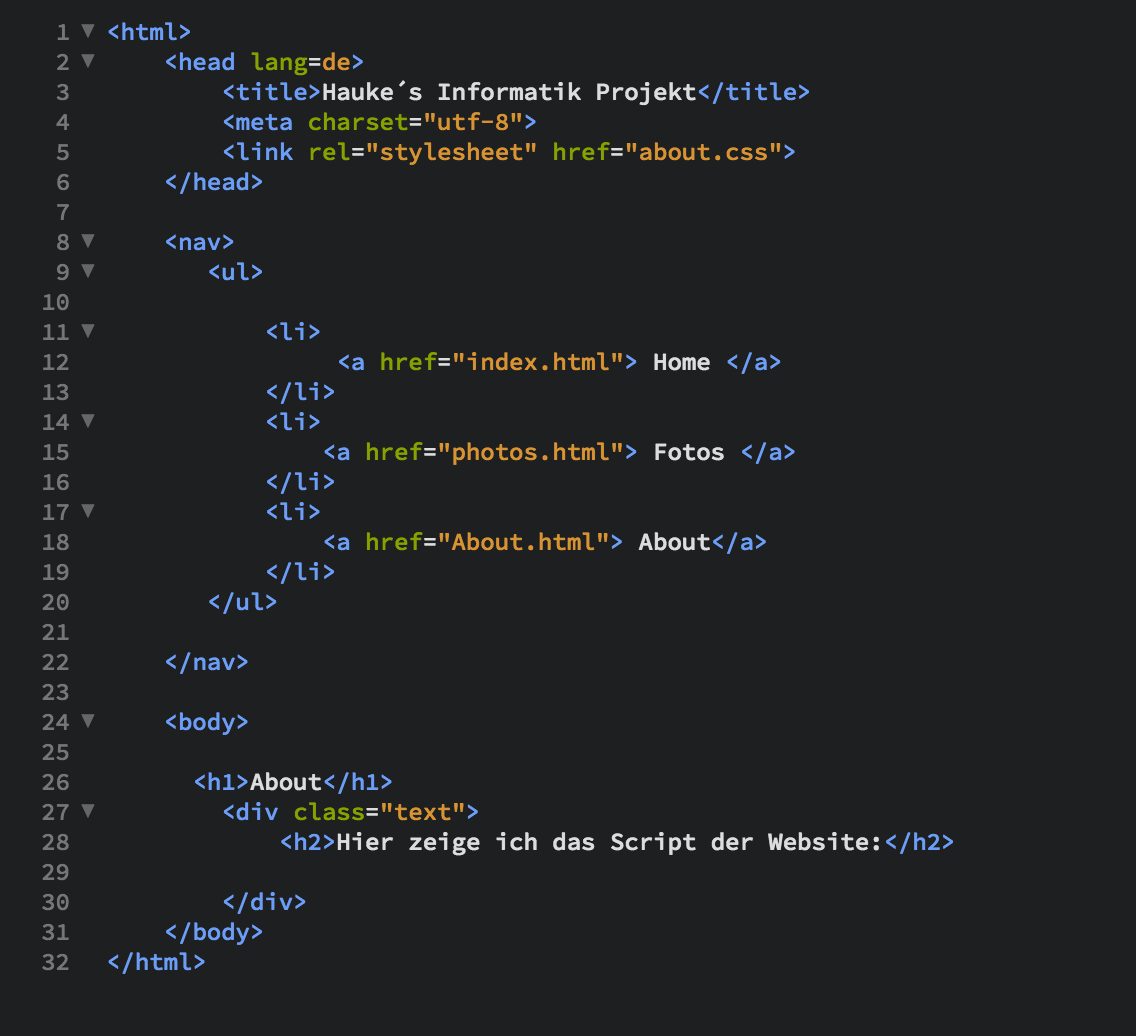 1 ▼ <html>
2 ▼     <head lang=de>
3           <title>Hauke´s Informatik Projekt</title>
4           <meta charset="utf-8">
5           <link rel="stylesheet" href="about.css">
6       </head>
7
8 ▼     <nav>
9 ▼        <ul>
10
11 ▼            <li>
12                  <a href="index.html"> Home </a>
13             </li>
14 ▼            <li>
15                 <a href="photos.html"> Fotos </a>
16             </li>
17 ▼            <li>
18                 <a href="About.html"> About</a>
19             </li>
20         </ul>
21
22      </nav>
23
24 ▼     <body>
25
26        <h1>About</h1>
27 ▼         <div class="text">
28              <h2>Hier zeige ich das Script der Website:</h2>
29
30          </div>
31      </body>
32  </html>